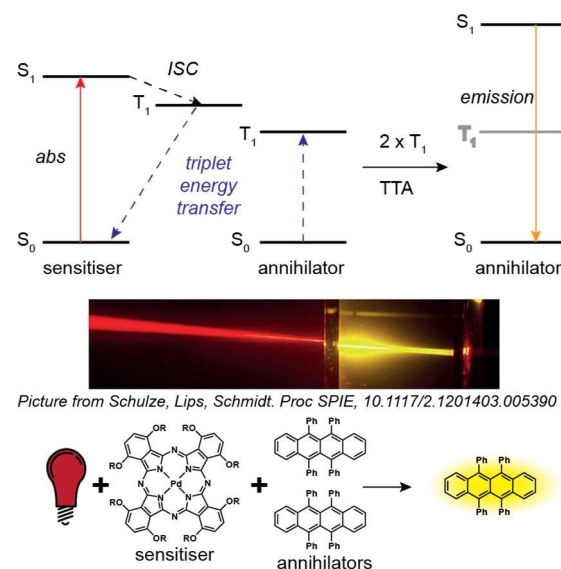 S1
S1
ISC
T1
emission
T1
T1
abs
2 x T1
triplet
energy
transfer
TTA
S0
S0
S0
sensitiser
annihilator
annihilator
Picture from Schulze, Lips, Schmidt. Proc SPIE, 10.1117/2.1201403.005390
Ph Ph
OR RO
N
RO OR
N N
Ph Ph
N Pd N
Ph Ph
Ph Ph
RO N N OR
Ph Ph
N
RO OR
Ph Ph
sensitiser
annihilators